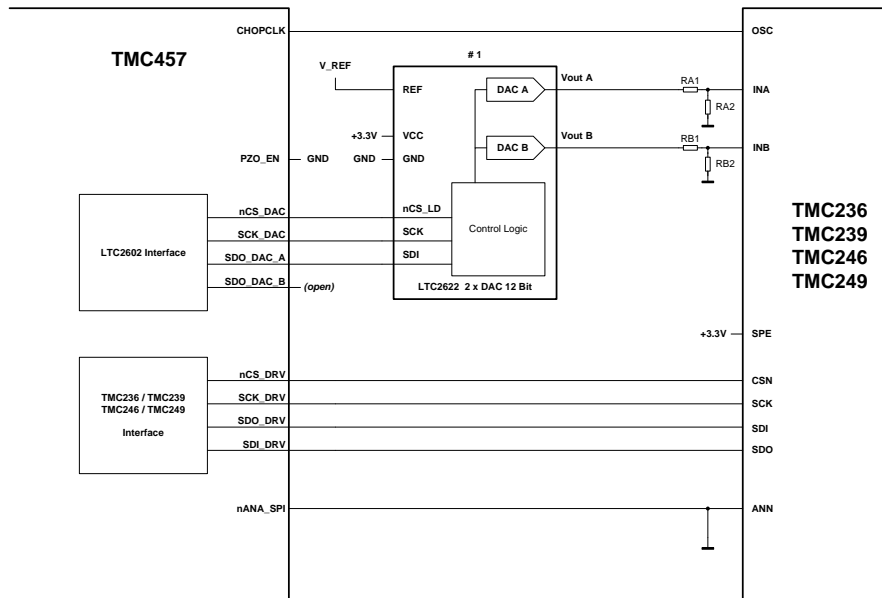 CHOPCLK
OSC
TMC457
# 1
V_REF
REF
DAC A
Vout A
RA1
INA
RA2
+3.3V
VCC
DAC B
Vout B
RB1
INB
PZO_EN
GND
GND
GND
RB2
nCS_DAC
nCS_LD
TMC236
SCK_DAC
SCK
Control Logic
TMC239
LTC2602 Interface
SDO_DAC_A
SDI
TMC246
SDO_DAC_B
(open)
LTC2622 2 x DAC 12 Bit
TMC249
+3.3V
SPE
nCS_DRV
CSN
TMC236 / TMC239
SCK_DRV
SCK
TMC246 / TMC249
SDO_DRV
SDI
Interface
SDI_DRV
SDO
nANA_SPI
ANN